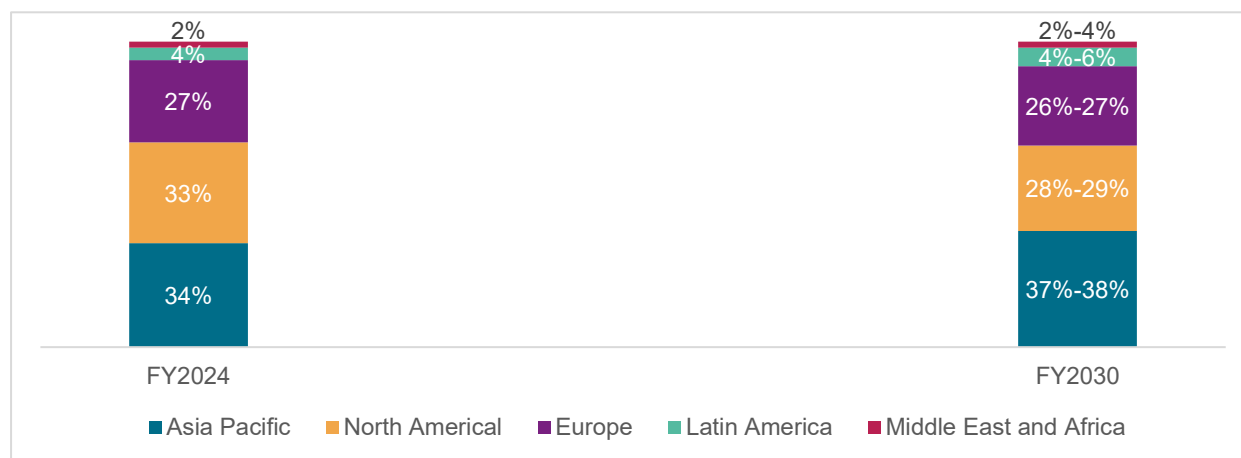 2% 2%-4%
4% 4%-6%
27% 26%-27%
33% 28%-29%
34% 37%-38%
FY2024 FY2030
Asia Pacific North Americal Europe Latin America Middle East and Africa